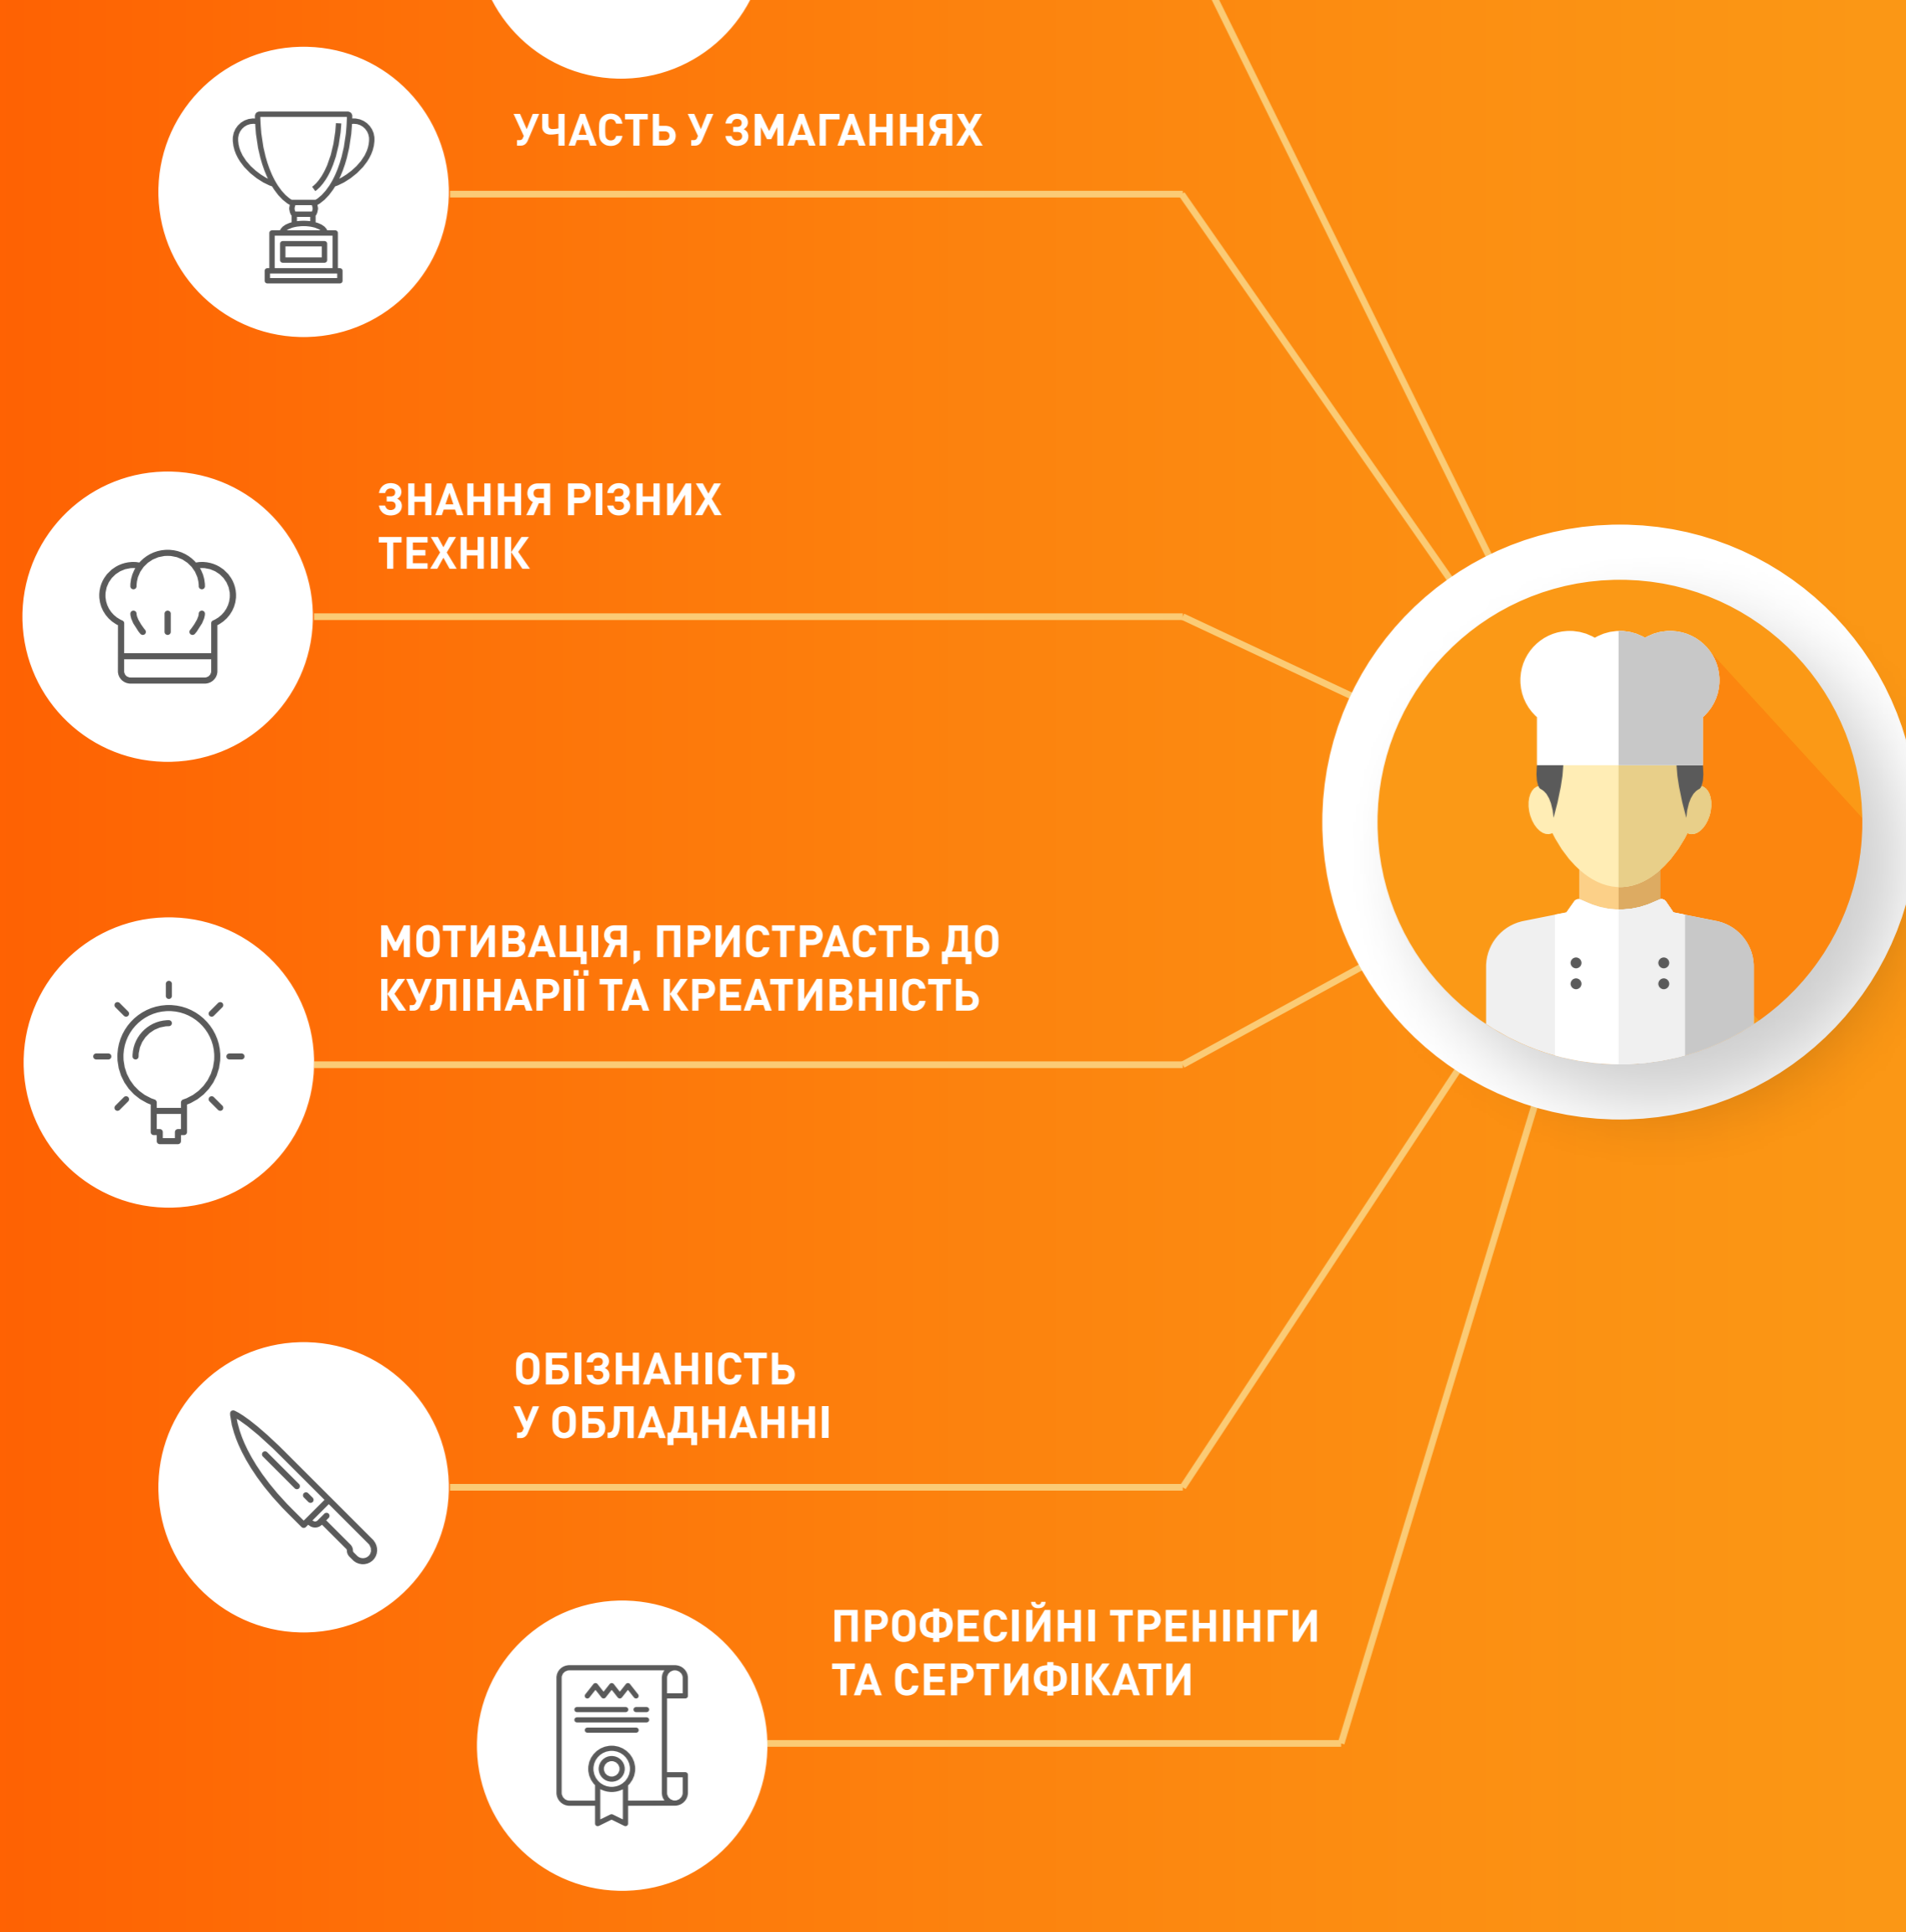 УЧАСТЬ У ЗМАГАННЯХ
ЗНАННЯ РІЗНИХ
ТЕХНІК
МОТИВАЦІЯ, ПРИСТРАСТЬ ДО
КУЛІНАРІЇ ТА КРЕАТИВНІСТЬ
ОБІЗНАНІСТЬ
У ОБЛАДНАННІ
ПРОФЕСІЙНІ ТРЕНІНГИ
ТА СЕРТИФІКАТИ